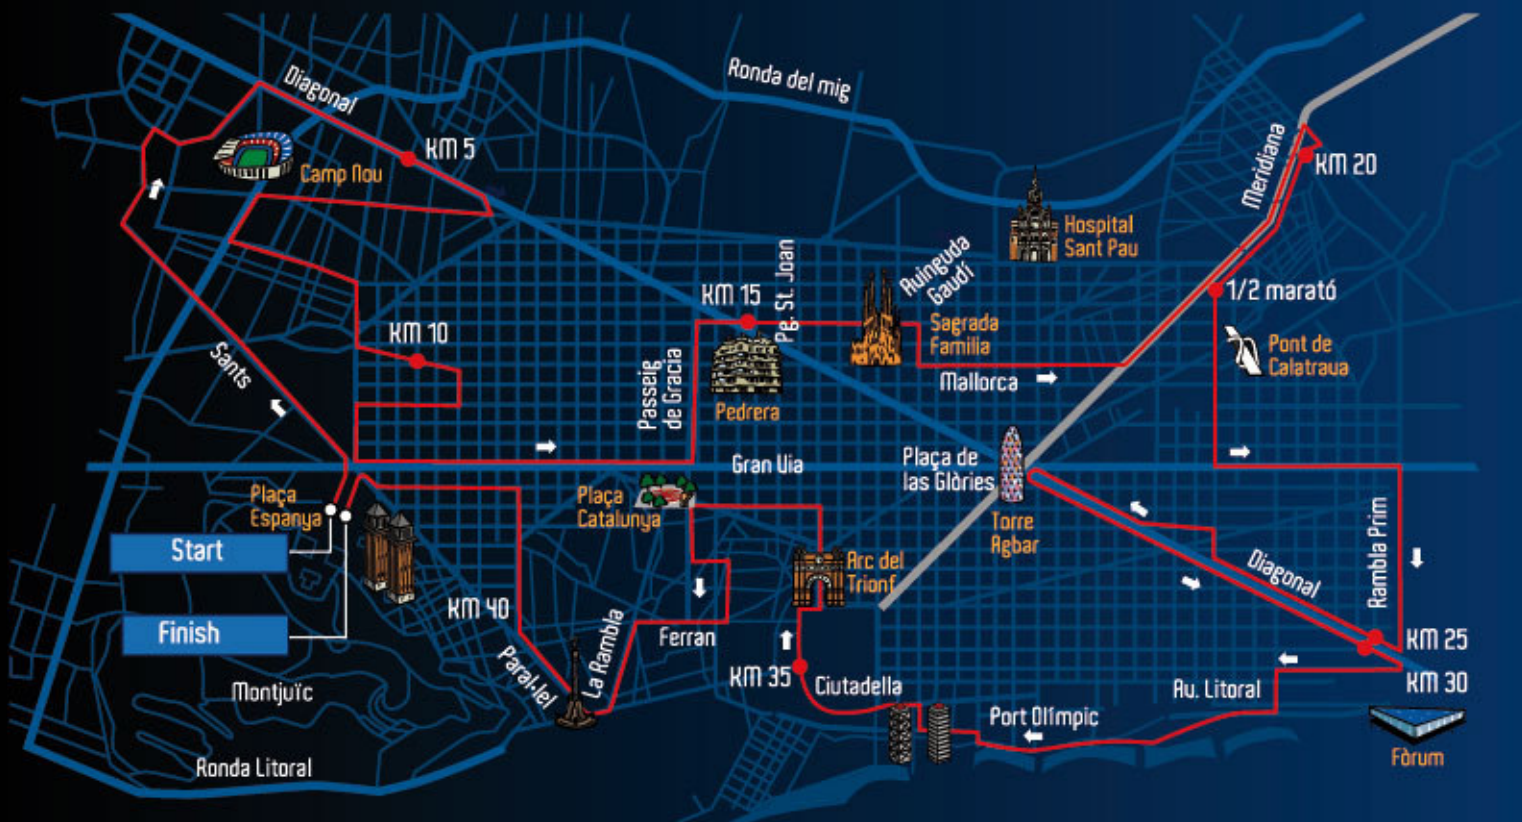 Diagonal
Ronda del mig
KM 5
Camp Nou
Meridiana
KM 20
Hospital
Sant Pau
Pg. St. Joan
Avinguda
Gaudí
KM 15
1/2 marató
KM 10
Sagrada
Familia
Pont de
Calatrava
Sants
Passeig
de Gracia
Mallorca
Pedrera
Gran Via
Plaça de
las Glòries
Plaça
Espanya
Plaça
Catalunya
Torre
Agbar
Rambla Prim
Start
Arc del
Trionf
Diagonal
KM 40
Finish
La Rambla
Ferran
KM 25
Paral·lel
KM 35
Ciutadella
Av. Litoral
KM 30
Montjuïc
Port Olímpic
Fòrum
Ronda Litoral